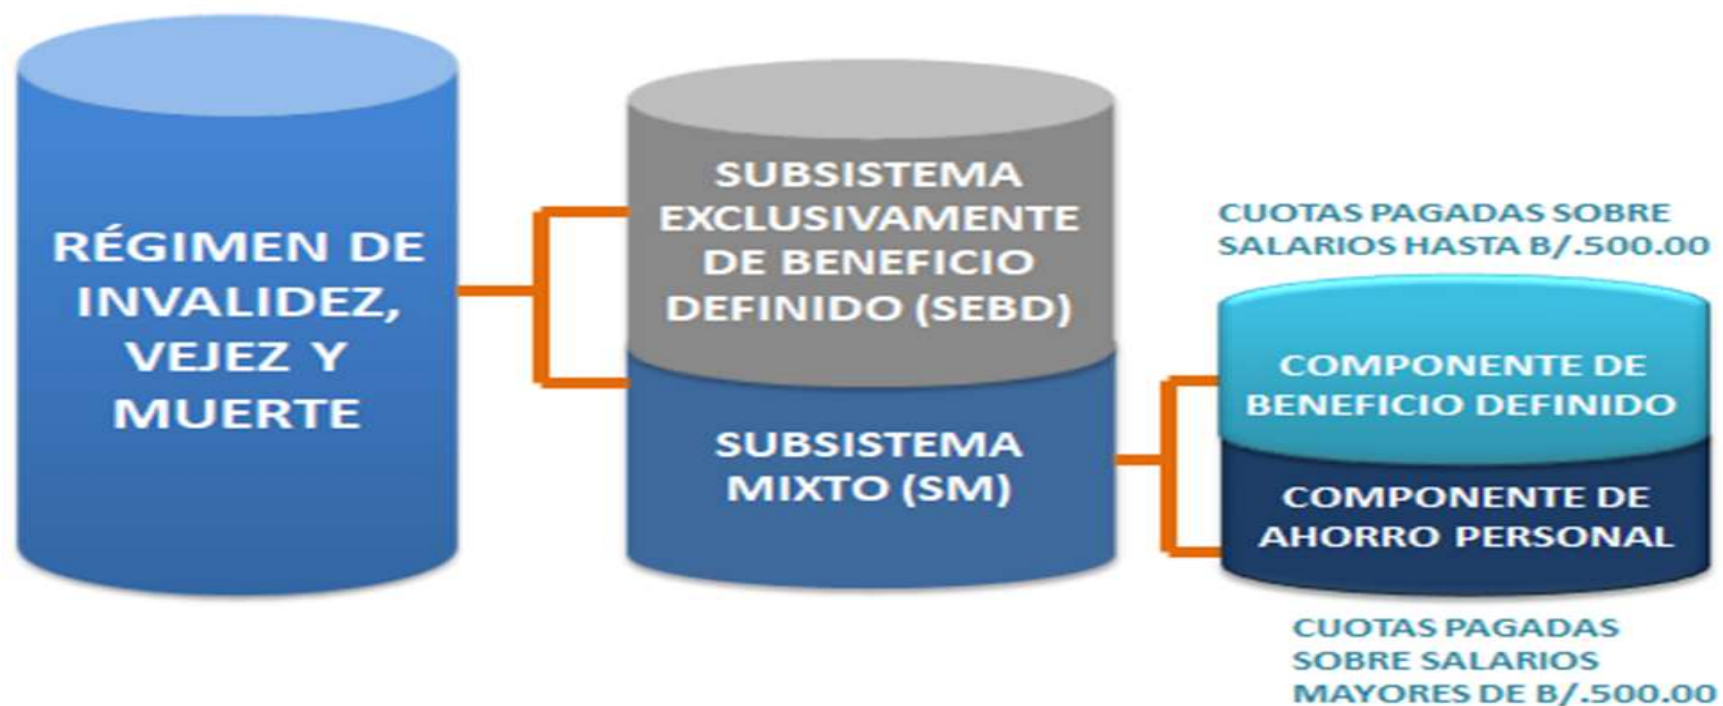 RÉGIMEN DE
INVALIDEZ,
VEJEZ Y
MUERTE
SUBSISTEMA
EXCLUSIVAMENTE
DE BENEFICIO
DEFINIDO (SEBD)
SUBSISTEMA
MIXTO (SM)
CUOTAS PAGADAS SOBRE
SALARIOS HASTA B/.500.00
COMPONENTE DE
BENEFICIO DEFINIDO
COMPONENTE DE
AHORRO PERSONAL
CUOTAS PAGADAS
SOBRE SALARIOS
MAYORES DE B/.500.00